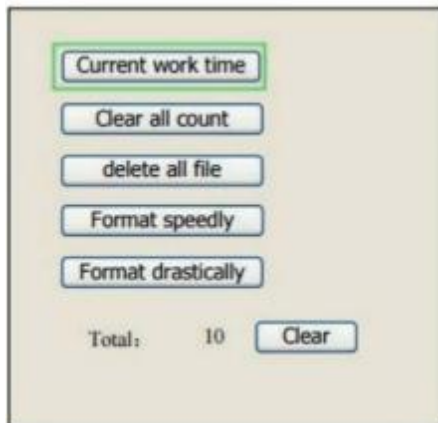 Current work time
Clear all count
delete all file
Format speedly
Format drastically
Total: 10 Clear